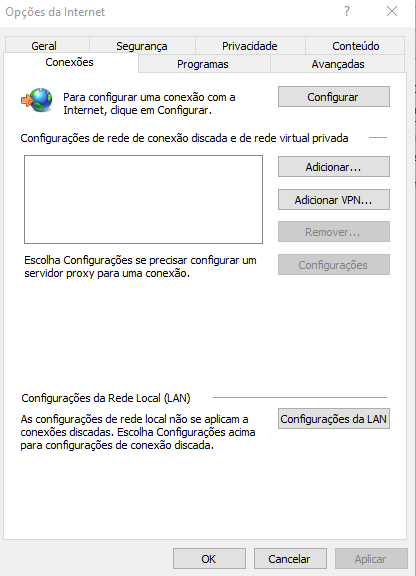 Opções da Internet
?
Geral
Segurança
Privacidade
Conteúdo
Conexões
Programas
Avançadas
Para configurar uma conexão com a
Internet, clique em Configurar.
Configurar
Configurações de rede de conexão discada e de rede virtual privada
Adicionar...
Adicionar VPN...
Remover...
Escolha Configurações se precisar configurar um
servidor proxy para uma conexão.
Configurações
Configurações da Rede Local (LAN)
As configurações de rede local não se aplicam a
conexões discadas. Escolha Configurações acima
para configurações de conexão discada.
Configurações da LAN
OK
Cancelar
Aplicar